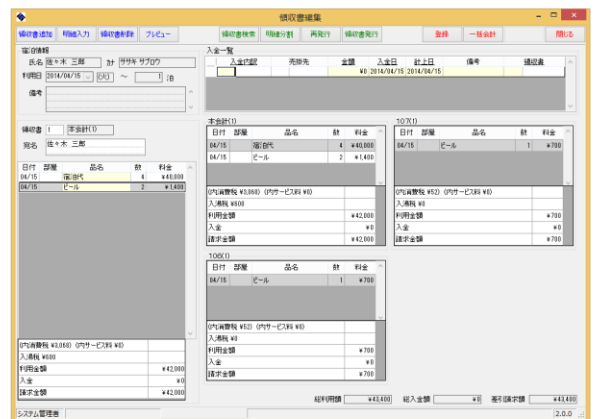 領収書編集
領収書追加 明細入力 領収書削除 プレビュー 領収書検索 明細分割 再発行 領収書発行 登録 一括会計 閉じる
宿泊情報
氏名 佐々木 三郎 ｶﾅ ササキ サブロウ
利用日 2014/04/15 (火) ～ 1 泊
備考
入金一覧
入金内訳 売掛先 金額 入金日 計上日 備考 領収書
¥0 2014/04/15 2014/04/15
領収書 1 本会計(1)
宛名 佐々木 三郎
日付 部屋 品名 数 料金
04/15 宿泊代 4 ¥40,000
04/15 ビール 2 ¥1,400
(内消費税 ¥3,068) (内サービス料 ¥0)
入湯税 ¥600
利用金額 ¥42,000
入金 ¥0
請求金額 ¥42,000
本会計(1)
日付 部屋 品名 数 料金
04/15 宿泊代 4 ¥40,000
04/15 ビール 2 ¥1,400
(内消費税 ¥3,068) (内サービス料 ¥0)
入湯税 ¥600
利用金額 ¥42,000
入金 ¥0
請求金額 ¥42,000
107(1)
日付 部屋 品名 数 料金
04/15 ビール 1 ¥700
(内消費税 ¥52) (内サービス料 ¥0)
入湯税 ¥0
利用金額 ¥700
入金 ¥0
請求金額 ¥700
106(1)
日付 部屋 品名 数 料金
04/15 ビール 1 ¥700
(内消費税 ¥52) (内サービス料 ¥0)
入湯税 ¥0
利用金額 ¥700
入金 ¥0
請求金額 ¥700
総利用額 ¥43,400 総入金額 ¥0 差引請求額 ¥43,400
システム管理者 2.0.0